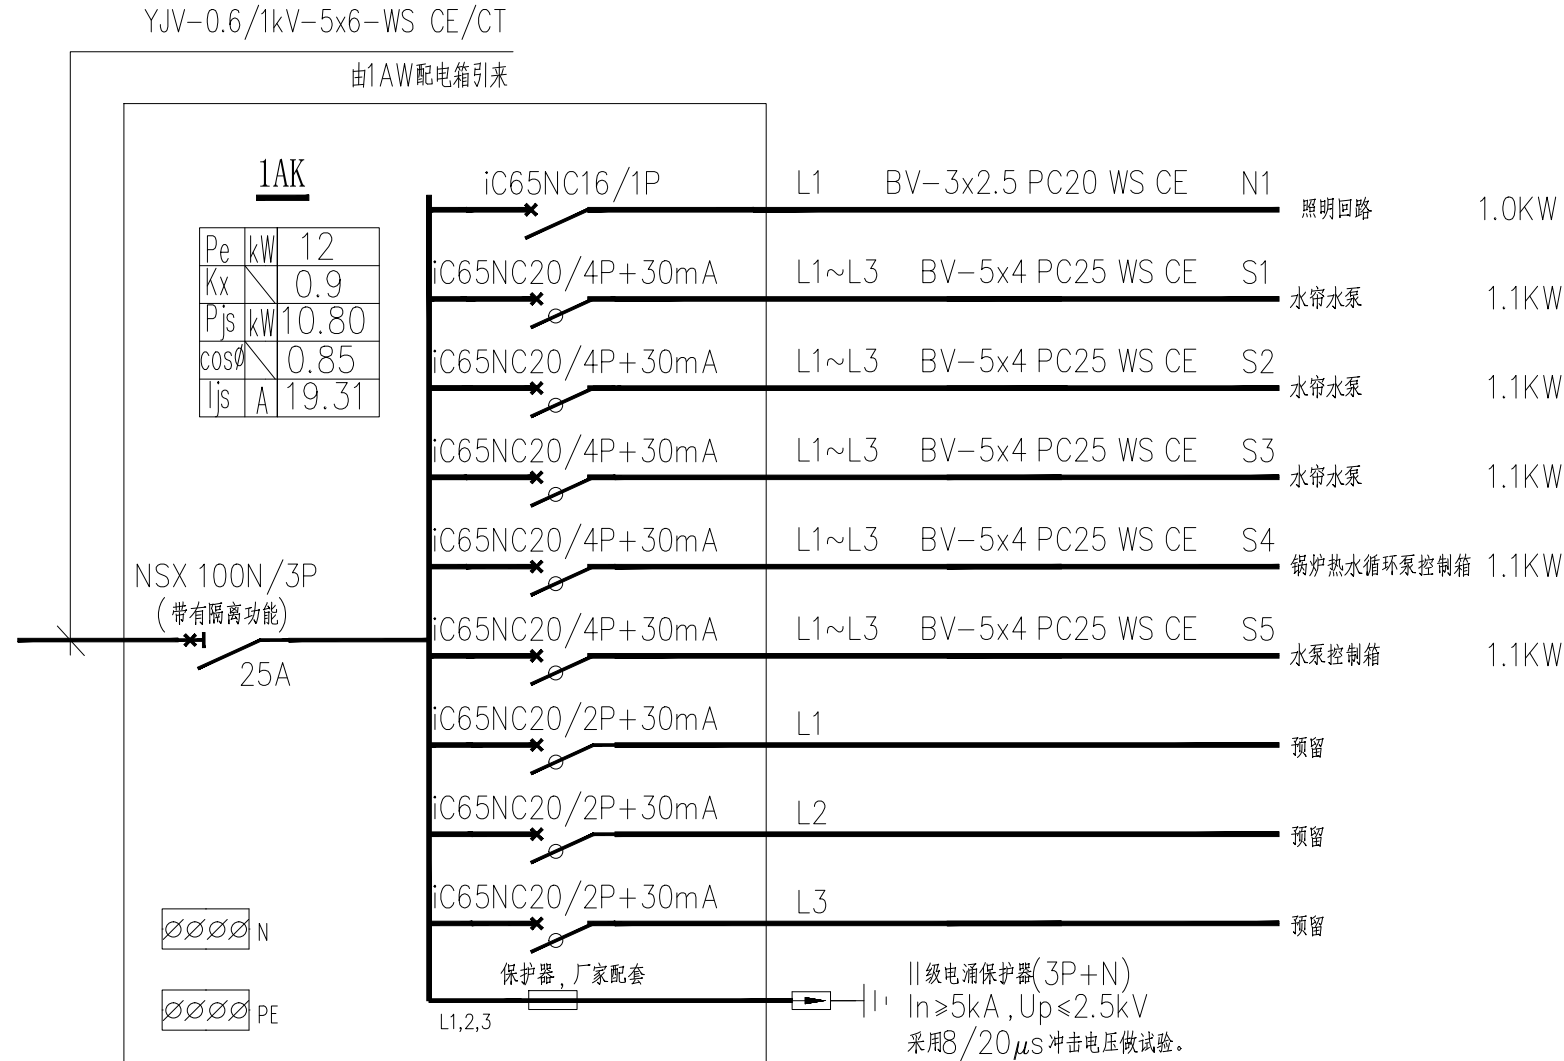 YJV-0.6/1kV-5x6-WS CE/CT
由1AW配电箱引来
1AK
Pe kW 12
Kx 0.9
Pjs kW 10.80
cosø 0.85
Ijs A 19.31
NSX 100N/3P
(带有隔离功能)
25A
iC65NC16/1P L1 BV-3x2.5 PC20 WS CE N1 照明回路 1.0KW
iC65NC20/4P+30mA L1~L3 BV-5x4 PC25 WS CE S1 水帘水泵 1.1KW
iC65NC20/4P+30mA L1~L3 BV-5x4 PC25 WS CE S2 水帘水泵 1.1KW
iC65NC20/4P+30mA L1~L3 BV-5x4 PC25 WS CE S3 水帘水泵 1.1KW
iC65NC20/4P+30mA L1~L3 BV-5x4 PC25 WS CE S4 锅炉热水循环泵控制箱 1.1KW
iC65NC20/4P+30mA L1~L3 BV-5x4 PC25 WS CE S5 水泵控制箱 1.1KW
iC65NC20/2P+30mA L1 预留
iC65NC20/2P+30mA L2 预留
iC65NC20/2P+30mA L3 预留
N
PE
保护器,厂家配套
L1,2,3
II级电涌保护器(3P+N)
In≥5kA,Up≤2.5kV
采用8/20μs冲击电压做试验。